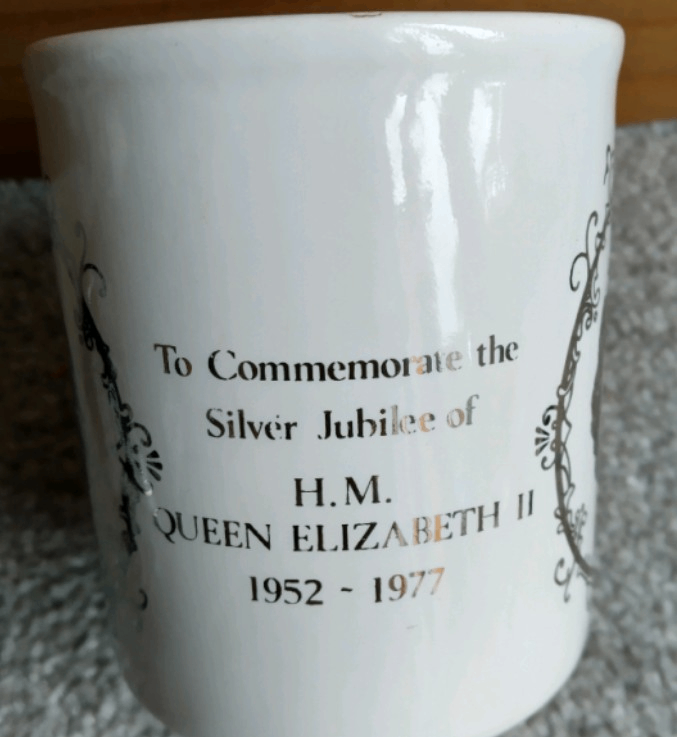 To Commemorate the
Silver Jubilee of
H.M.
QUEEN ELIZABETH II
1952 - 1977